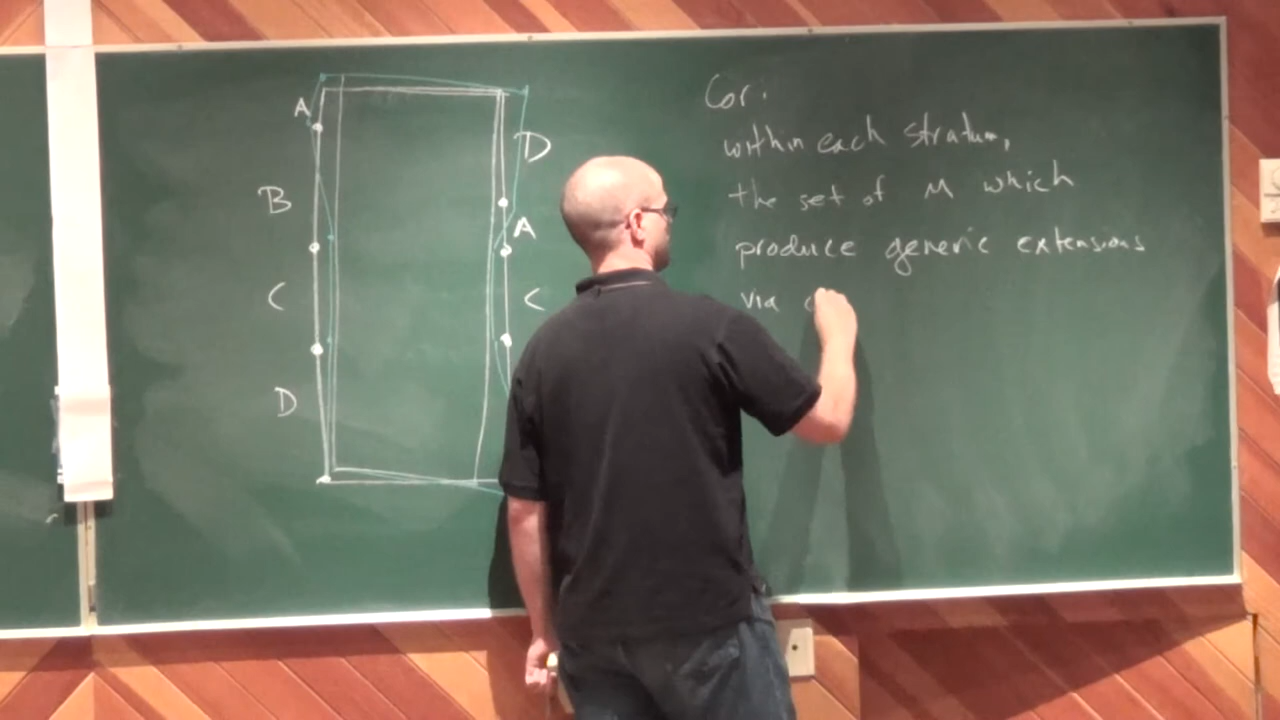 A
B
C
D
D
A
C
Cor:
within each stratum,
the set of M which
produce generic extensions
via